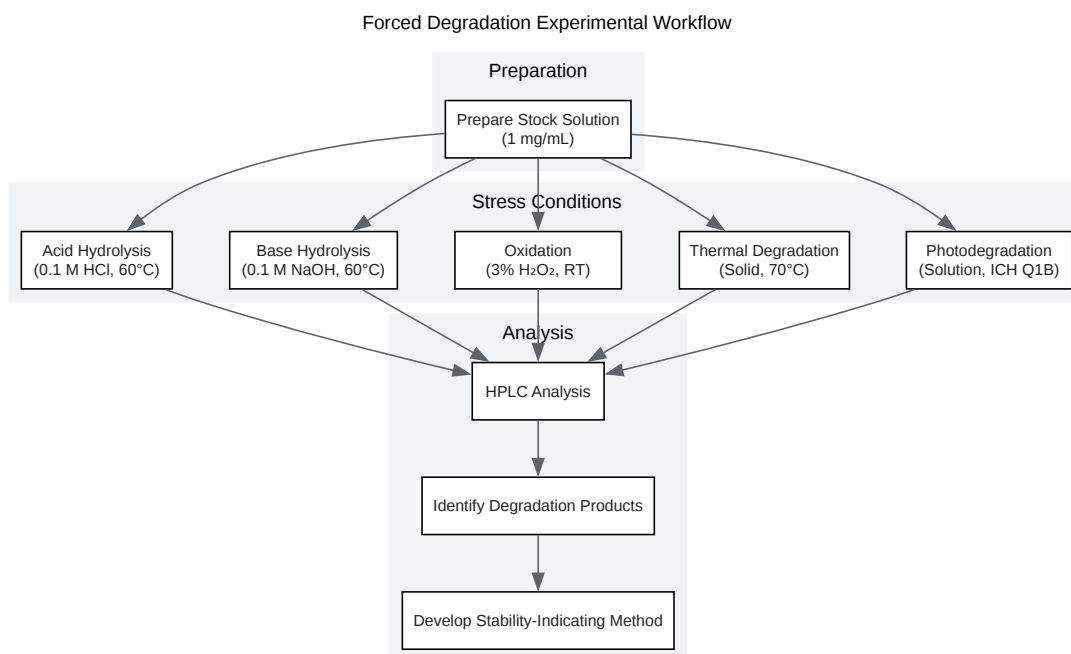 Forced Degradation Experimental Workflow
Preparation
Prepare Stock Solution
(1 mg/mL)
Stress Conditions
Acid Hydrolysis
(0.1 M HCl, 60°C)
Base Hydrolysis
(0.1 M NaOH, 60°C)
Oxidation
(3% H₂O₂, RT)
Thermal Degradation
(Solid, 70°C)
Photodegradation
(Solution, ICH Q1B)
Analysis
HPLC Analysis
Identify Degradation Products
Develop Stability-Indicating Method